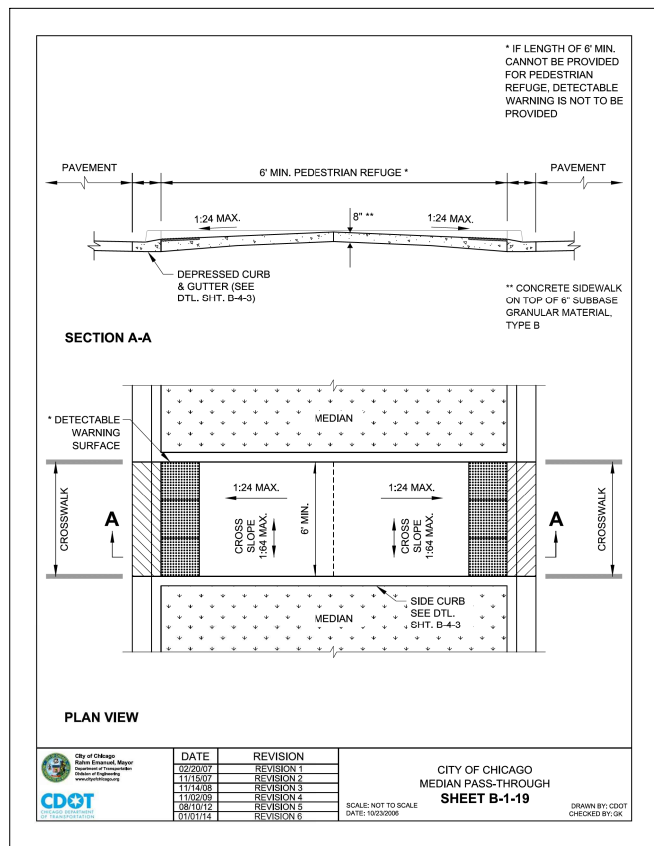 * IF LENGTH OF 6' MIN.
CANNOT BE PROVIDED
FOR PEDESTRIAN
REFUGE, DETECTABLE
WARNING IS NOT TO BE
PROVIDED
PAVEMENT
6' MIN. PEDESTRIAN REFUGE *
PAVEMENT
1:24 MAX.
8" **
1:24 MAX.
DEPRESSED CURB
& GUTTER (SEE
DTL. SHT. B-4-3)
** CONCRETE SIDEWALK
ON TOP OF 6" SUBBASE
GRANULAR MATERIAL,
TYPE B
SECTION A-A
* DETECTABLE
WARNING
SURFACE
MEDIAN
CROSSWALK
A
1:24 MAX.
CROSS
SLOPE
1:64 MAX.
6' MIN.
1:24 MAX.
CROSS
SLOPE
1:64 MAX.
A
CROSSWALK
MEDIAN
SIDE CURB
SEE DTL.
SHT. B-4-3
PLAN VIEW
City of Chicago
Rahm Emanuel, Mayor
Department of Transportation
Division of Engineering
www.cityofchicago.org
CDOT
CHICAGO DEPARTMENT
OF TRANSPORTATION
DATE REVISION
02/20/07 REVISION 1
11/15/07 REVISION 2
11/14/08 REVISION 3
11/02/09 REVISION 4
08/10/12 REVISION 5
01/01/14 REVISION 6
SCALE: NOT TO SCALE
DATE: 10/23/2006
CITY OF CHICAGO
MEDIAN PASS-THROUGH
SHEET B-1-19
DRAWN BY: CDOT
CHECKED BY: GK